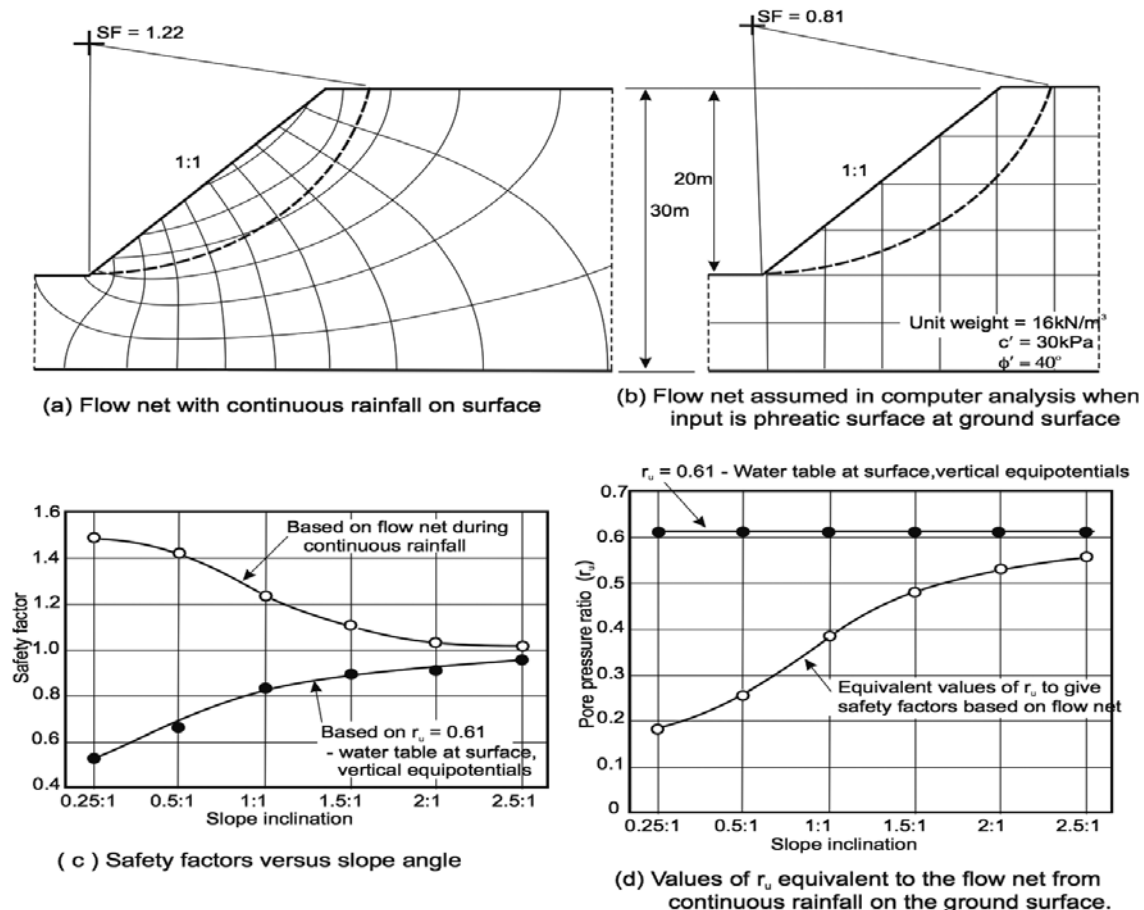 SF = 1.22
1:1
(a) Flow net with continuous rainfall on surface
SF = 0.81
1:1
20m
30m
Unit weight = 16kN/m³
c' = 30kPa
ϕ' = 40°
(b) Flow net assumed in computer analysis when
input is phreatic surface at ground surface
1.6
1.4
1.2
1.0
0.8
0.6
0.4
Safety factor
Based on flow net during
continuous rainfall
Based on rᵤ = 0.61
- water table at surface,
vertical equipotentials
0.25:1 0.5:1 1:1 1.5:1 2:1 2.5:1
Slope inclination
( c ) Safety factors versus slope angle
rᵤ = 0.61 - Water table at surface,vertical equipotentials
0.7
0.6
0.5
0.4
0.3
0.2
0.1
0
Pore pressure ratio (rᵤ)
Equivalent values of rᵤ to give
safety factors based on flow net
0.25:1 0.5:1 1:1 1.5:1 2:1 2.5:1
Slope inclination
(d) Values of rᵤ equivalent to the flow net from
continuous rainfall on the ground surface.